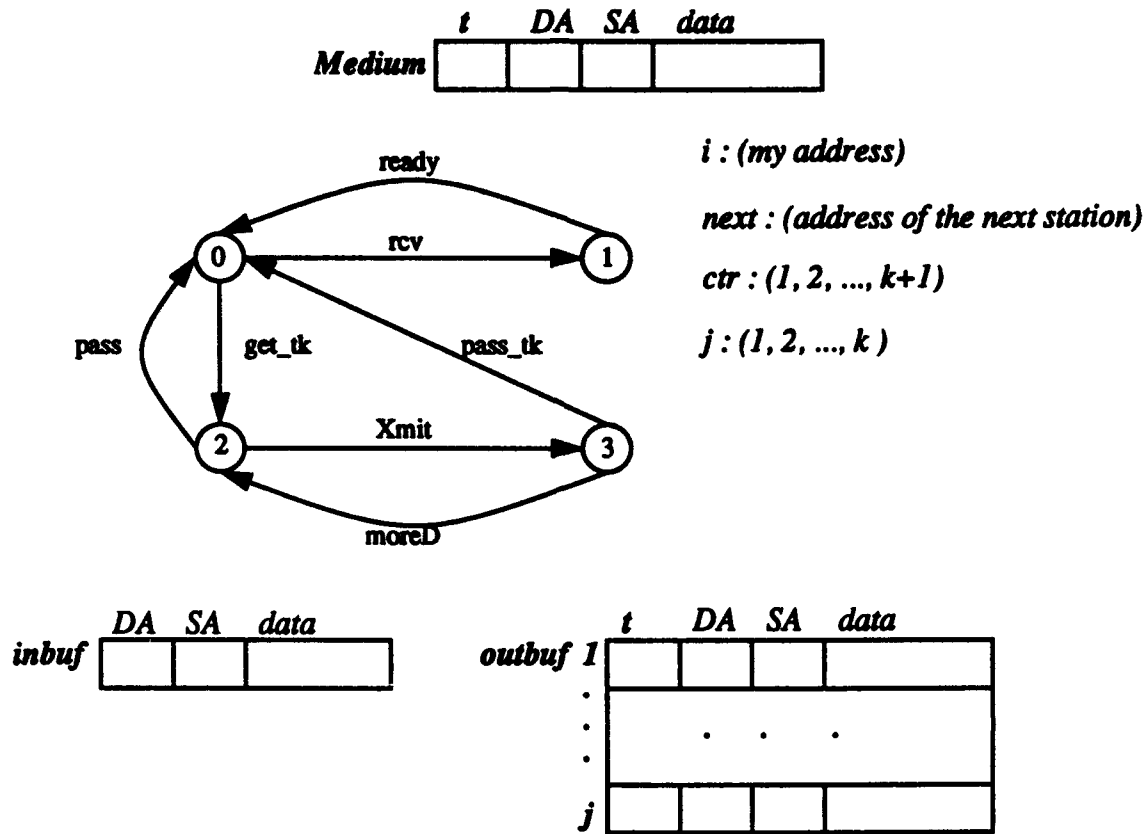 t DA SA data
Medium
ready
i : (my address)
next : (address of the next station)
0 rcv 1
ctr : (1, 2, ..., k+1)
pass get_tk pass_tk
j : (1, 2, ..., k )
2 Xmit 3
moreD
DA SA data
inbuf
t DA SA data
outbuf 1
. . .
j